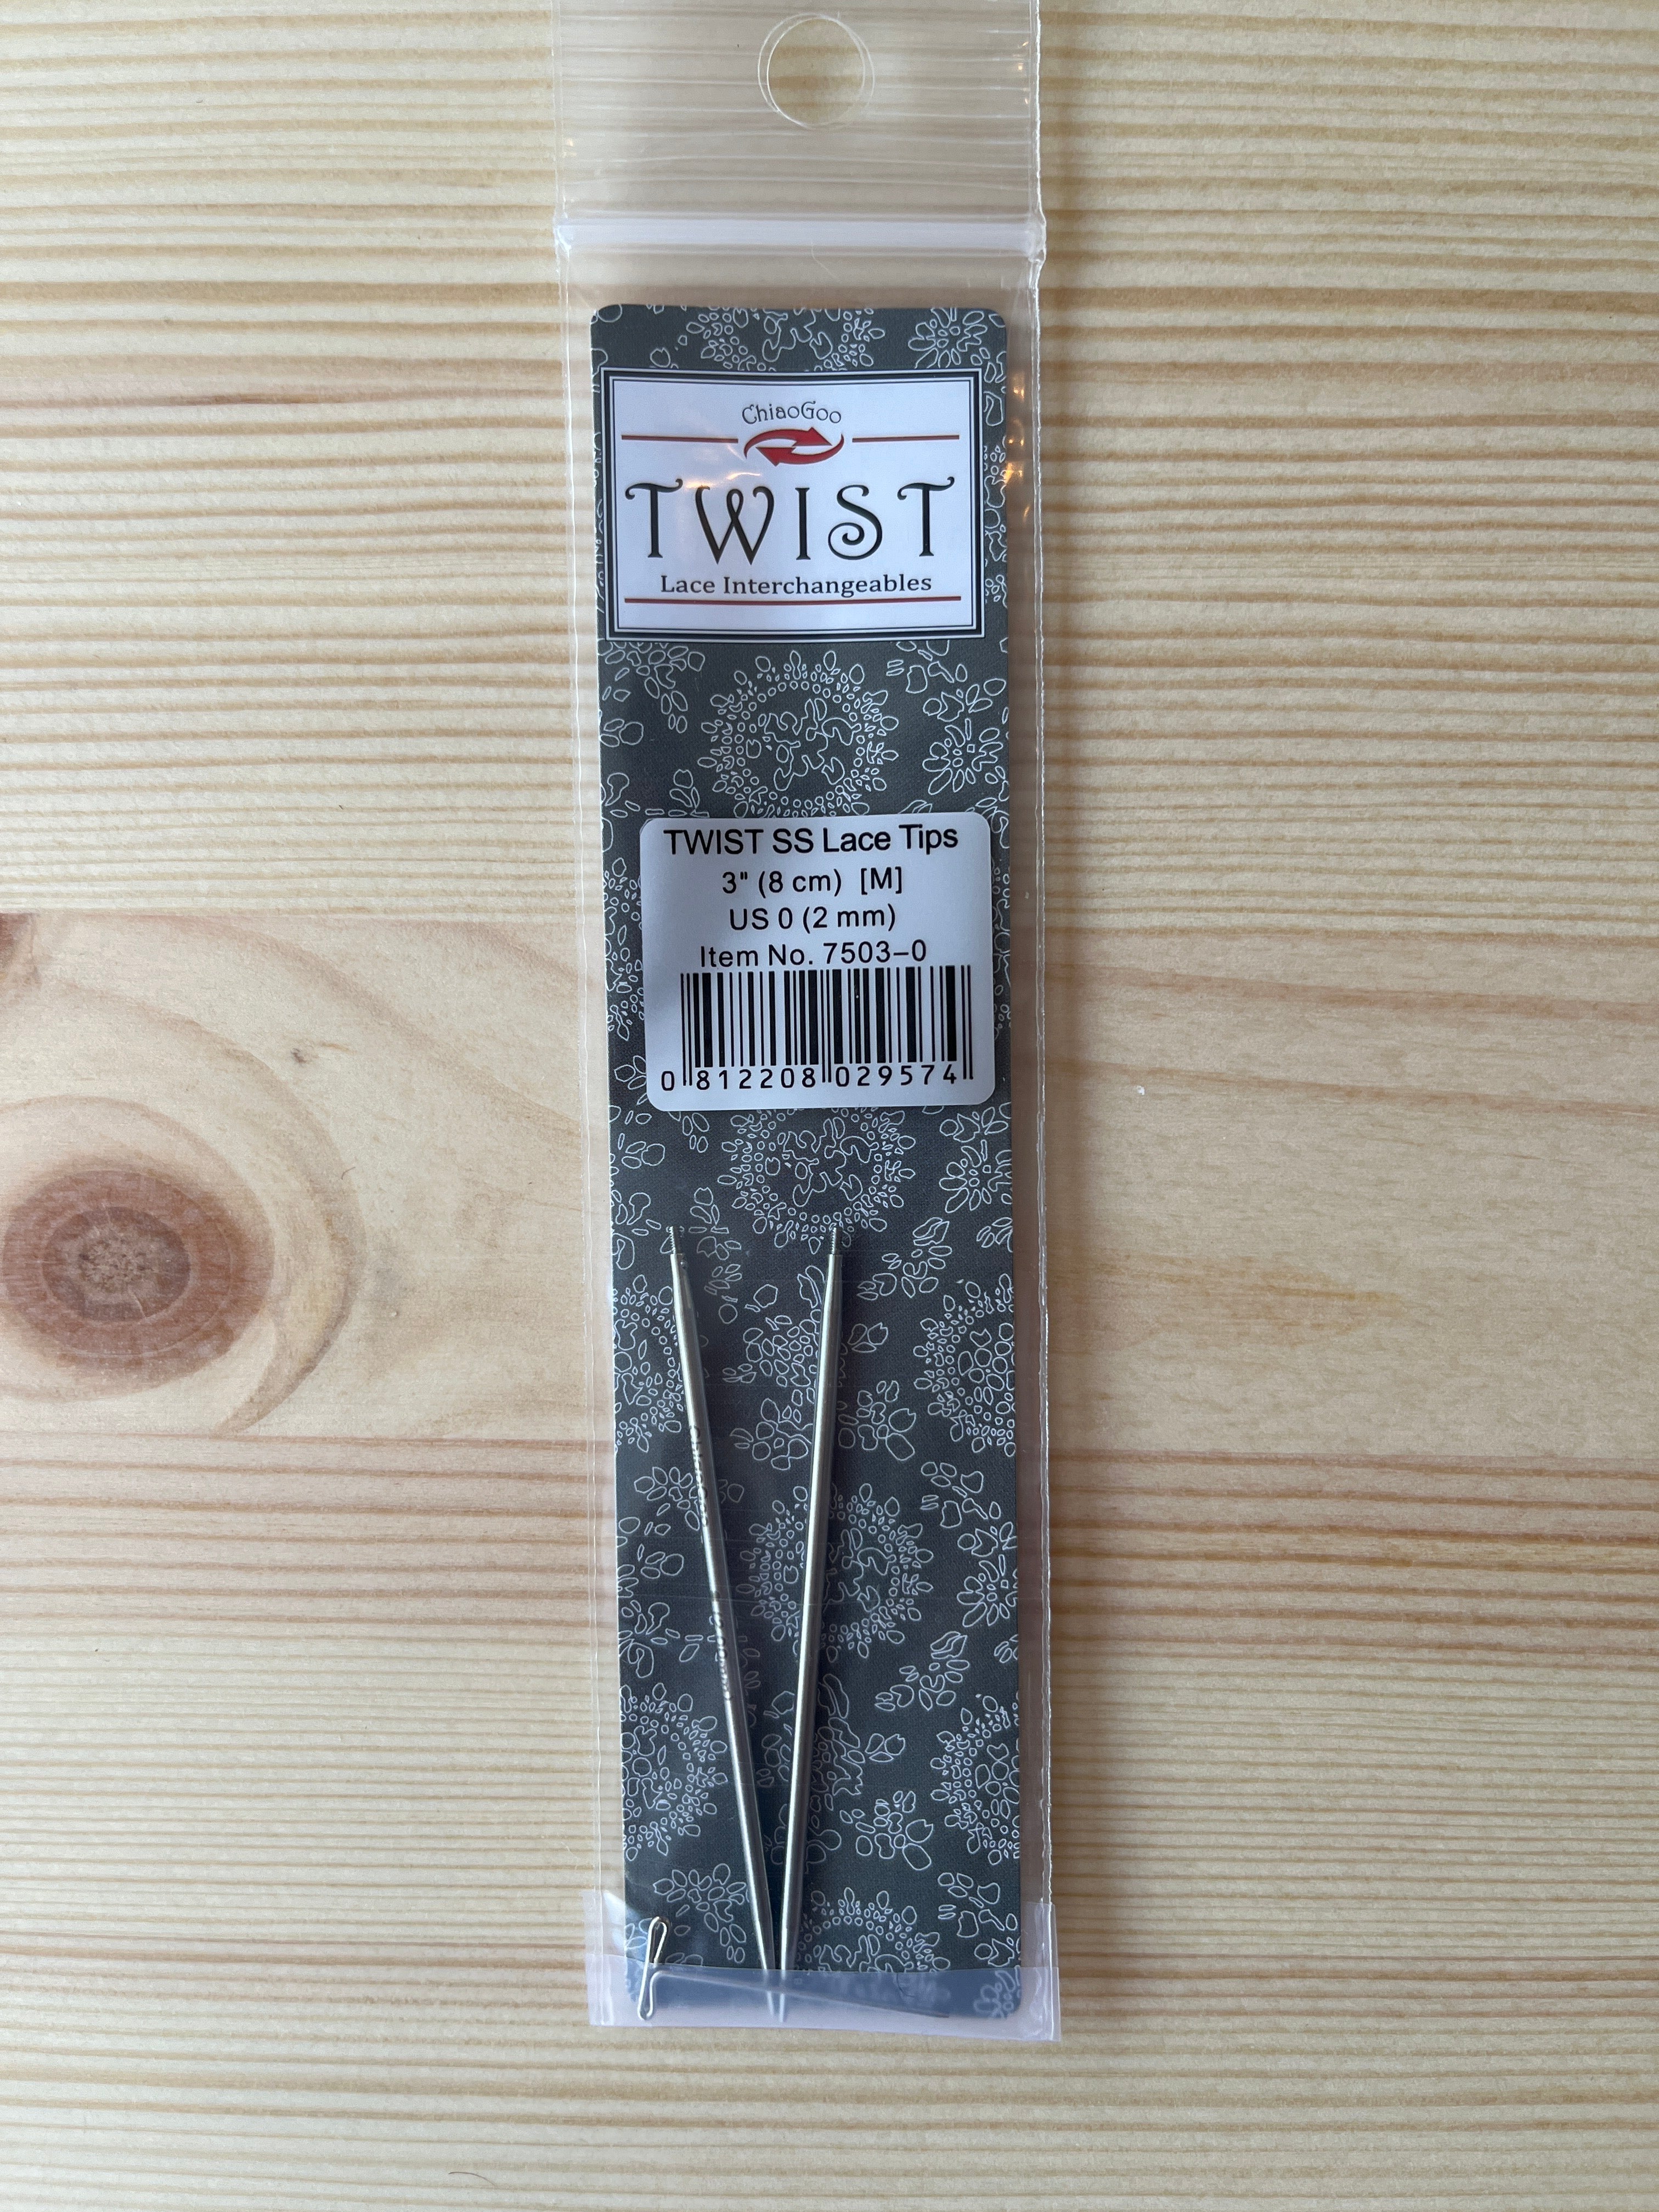 ChiaoGoo
TWIST
Lace Interchangeables
TWIST SS Lace Tips
3" (8 cm) [M]
US 0 (2 mm)
Item No. 7503–0
0 812208 029574